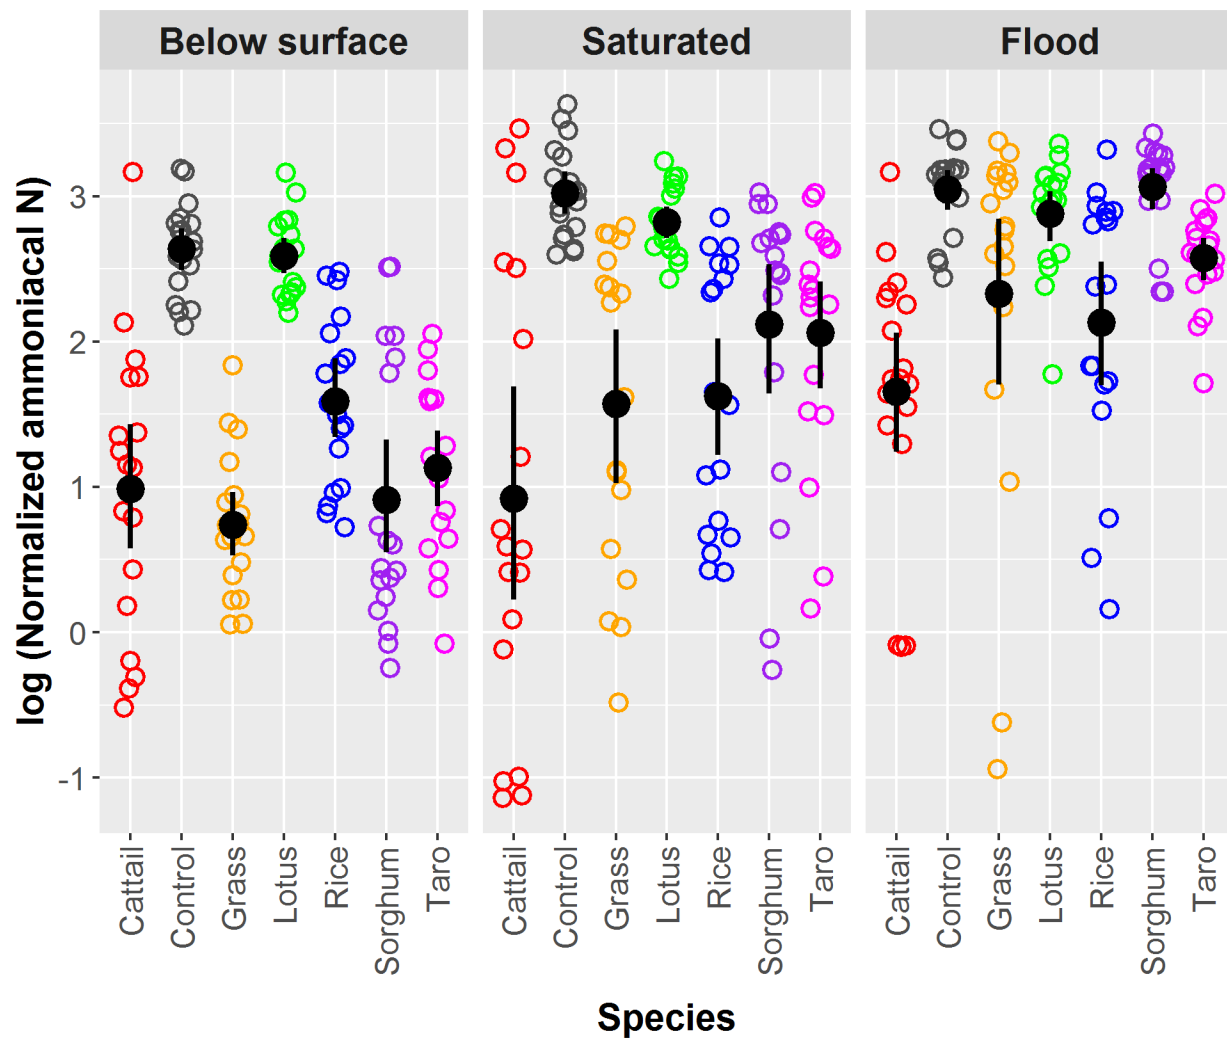 Below surface
Saturated
Flood
log (Normalized ammoniacal N)
3
2
1
0
-1
Cattail
Control
Grass
Lotus
Rice
Sorghum
Taro
Cattail
Control
Grass
Lotus
Rice
Sorghum
Taro
Cattail
Control
Grass
Lotus
Rice
Sorghum
Taro
Species